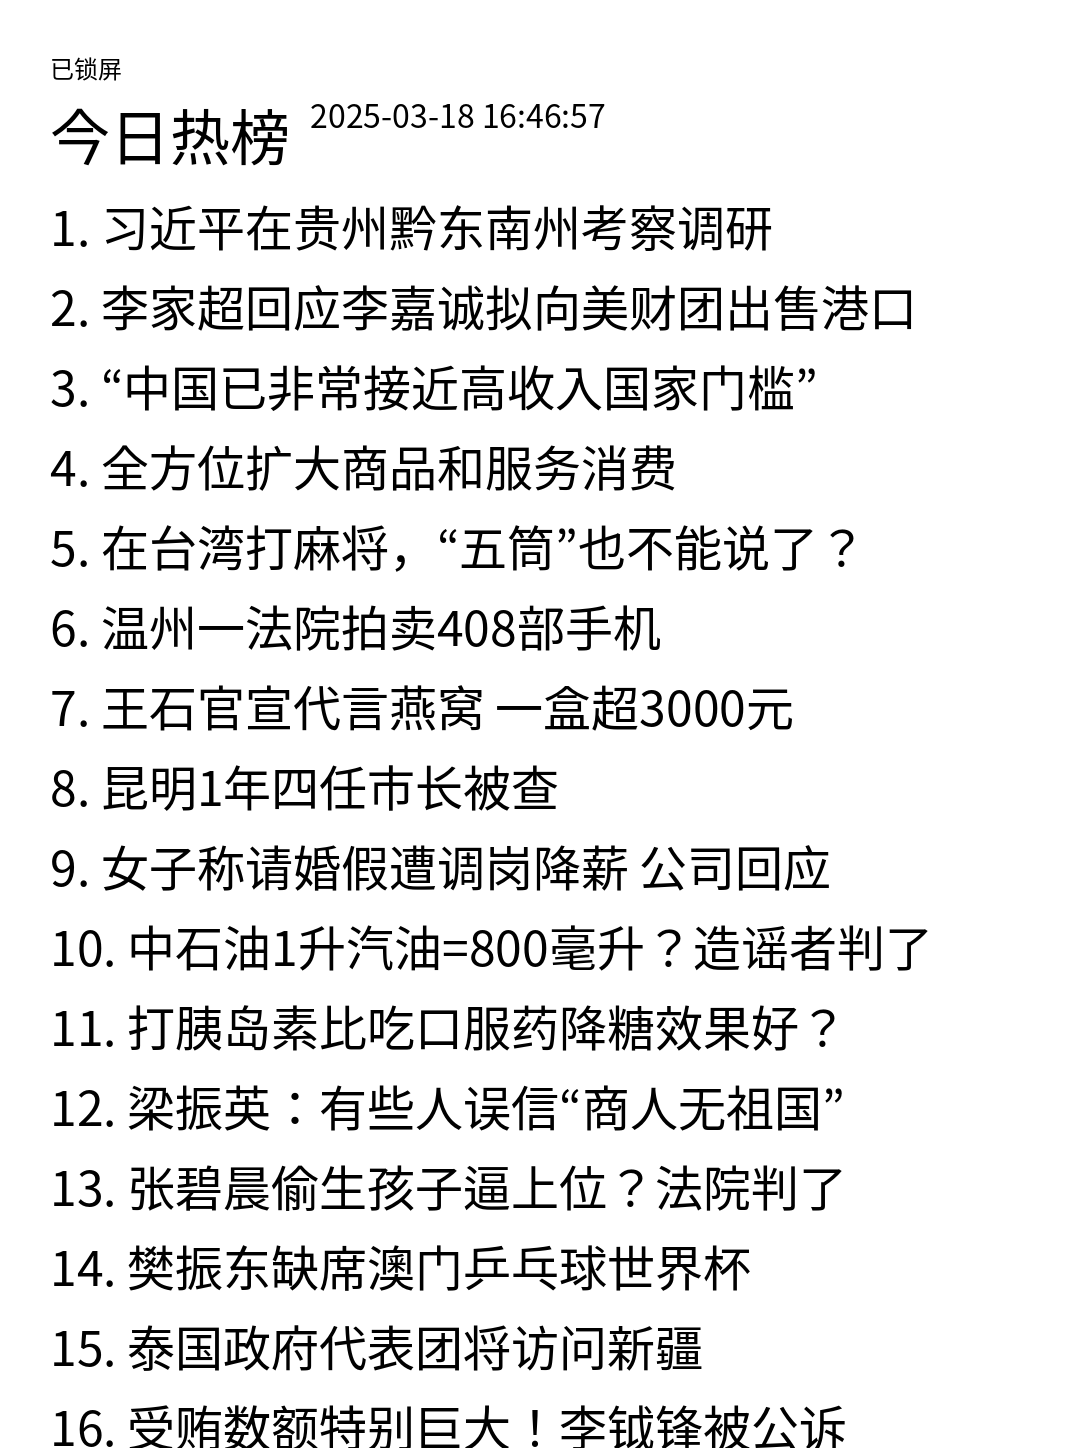 已锁屏
今日热榜 2025-03-18 16:46:57
1. 习近平在贵州黔东南州考察调研
2. 李家超回应李嘉诚拟向美财团出售港口
3. “中国已非常接近高收入国家门槛”
4. 全方位扩大商品和服务消费
5. 在台湾打麻将，“五筒”也不能说了？
6. 温州一法院拍卖408部手机
7. 王石官宣代言燕窝 一盒超3000元
8. 昆明1年四任市长被查
9. 女子称请婚假遭调岗降薪 公司回应
10. 中石油1升汽油=800毫升？造谣者判了
11. 打胰岛素比吃口服药降糖效果好？
12. 梁振英：有些人误信“商人无祖国”
13. 张碧晨偷生孩子逼上位？法院判了
14. 樊振东缺席澳门乒乓球世界杯
15. 泰国政府代表团将访问新疆
16. 受贿数额特别巨大！李钺锋被公诉